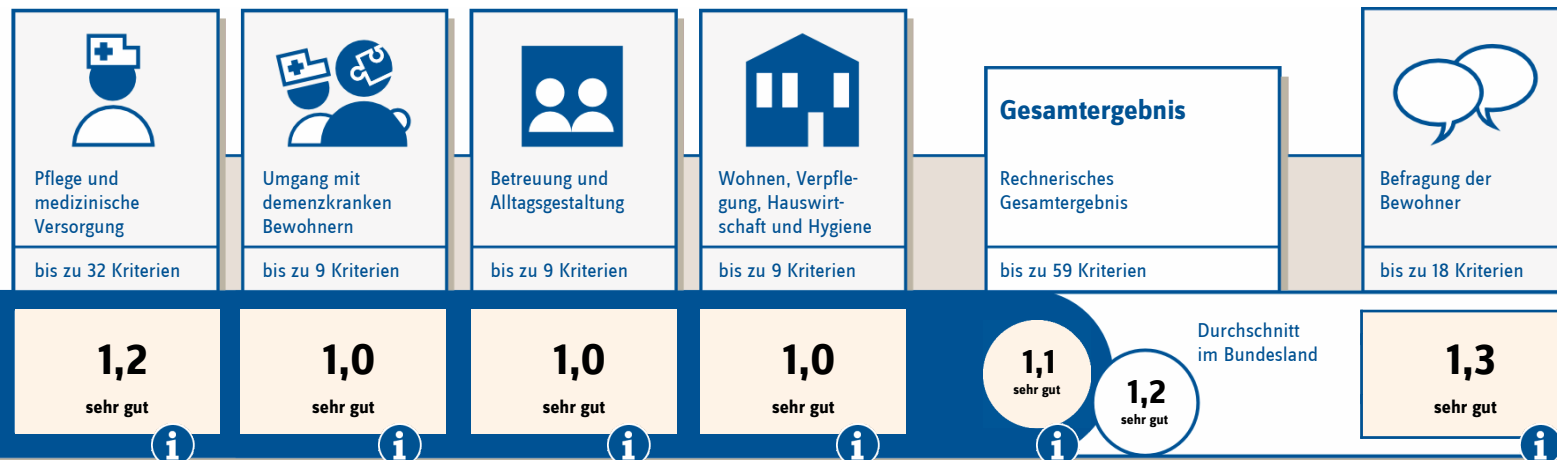 Pflege und
medizinische
Versorgung
bis zu 32 Kriterien
1,2
sehr gut
i
Umgang mit
demenzkranken
Bewohnern
bis zu 9 Kriterien
1,0
sehr gut
i
Betreuung und
Alltagsgestaltung
bis zu 9 Kriterien
1,0
sehr gut
i
Wohnen, Verpfle-
gung, Hauswirt-
schaft und Hygiene
bis zu 9 Kriterien
1,0
sehr gut
i
Gesamtergebnis
Rechnerisches
Gesamtergebnis
bis zu 59 Kriterien
1,1
sehr gut
i
Durchschnitt
im Bundesland
1,2
sehr gut
Befragung der
Bewohner
bis zu 18 Kriterien
1,3
sehr gut
i